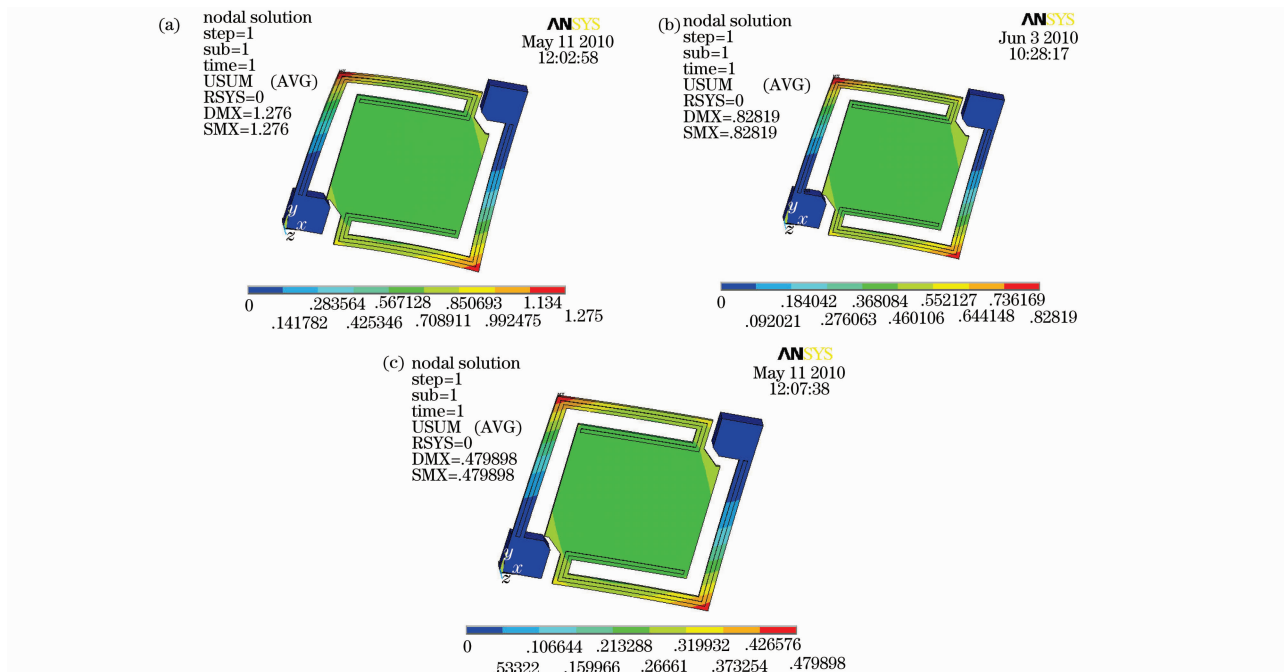 (a)
nodal solution
step=1
sub=1
time=1
USUM (AVG)
RSYS=0
DMX=1.276
SMX=1.276
ANSYS
May 11 2010
12:02:58
y
x
z
0 .283564 .567128 .850693 1.134
.141782 .425346 .708911 .992475 1.275
(b)
nodal solution
step=1
sub=1
time=1
USUM (AVG)
RSYS=0
DMX=.82819
SMX=.82819
ANSYS
Jun 3 2010
10:28:17
y
x
z
0 .184042 .368084 .552127 .736169
.092021 .276063 .460106 .644148 .82819
(c)
nodal solution
step=1
sub=1
time=1
USUM (AVG)
RSYS=0
DMX=.479898
SMX=.479898
ANSYS
May 11 2010
12:07:38
y
x
z
0 .106644 .213288 .319932 .426576
53322 .159966 .26661 .373254 .479898